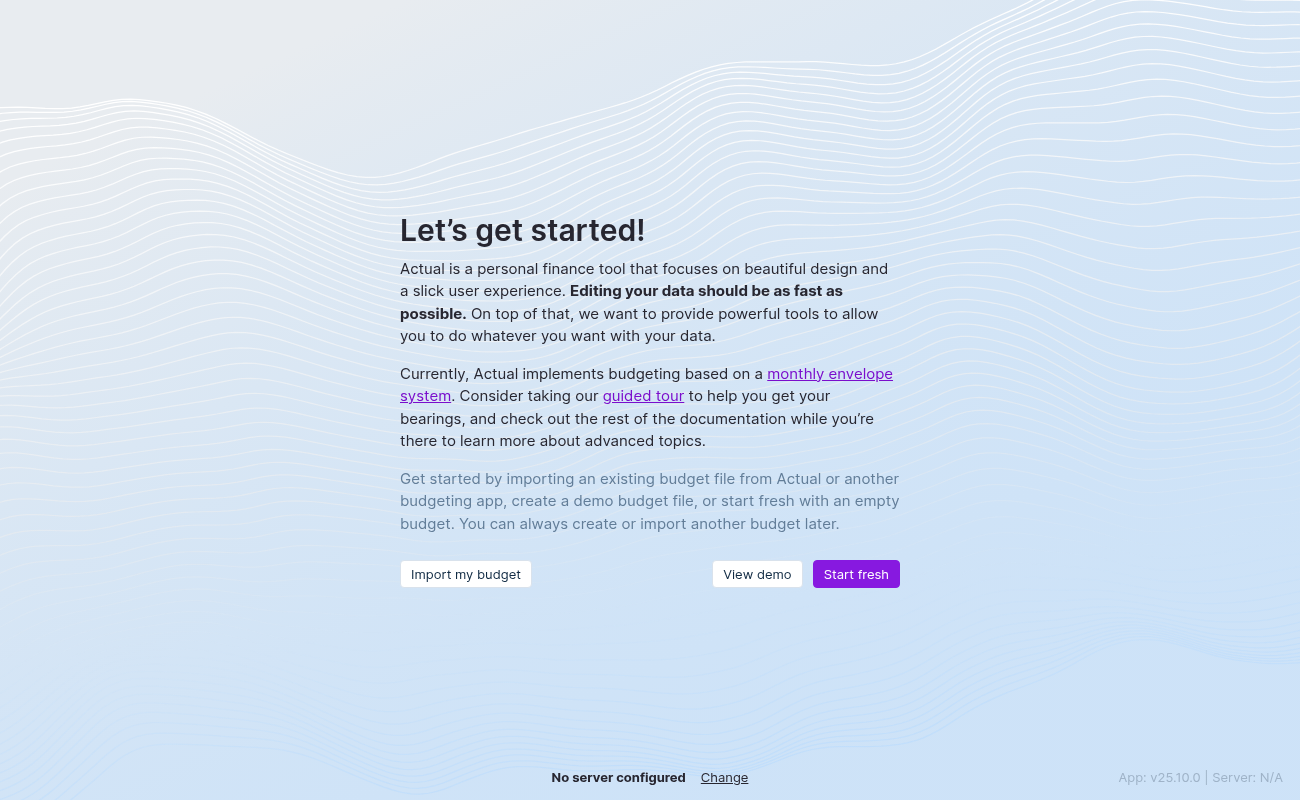 Let’s get started!
Actual is a personal finance tool that focuses on beautiful design and
a slick user experience. Editing your data should be as fast as
possible. On top of that, we want to provide powerful tools to allow
you to do whatever you want with your data.
Currently, Actual implements budgeting based on a monthly envelope
system. Consider taking our guided tour to help you get your
bearings, and check out the rest of the documentation while you’re
there to learn more about advanced topics.
Get started by importing an existing budget file from Actual or another
budgeting app, create a demo budget file, or start fresh with an empty
budget. You can always create or import another budget later.
Import my budget View demo Start fresh
No server configured Change App: v25.10.0 | Server: N/A